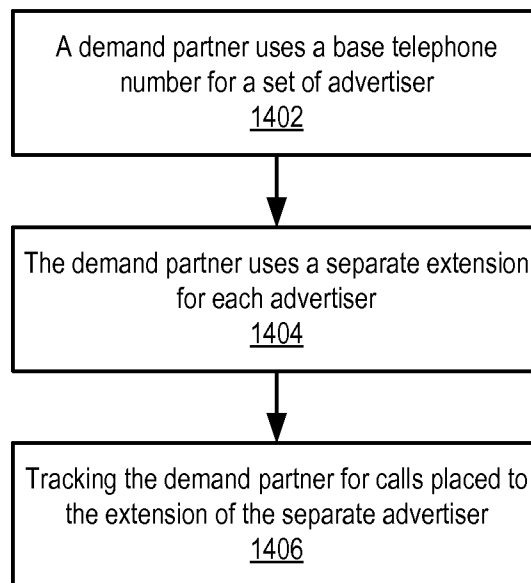 A demand partner uses a base telephone
number for a set of advertiser
1402
The demand partner uses a separate extension
for each advertiser
1404
Tracking the demand partner for calls placed to
the extension of the separate advertiser
1406